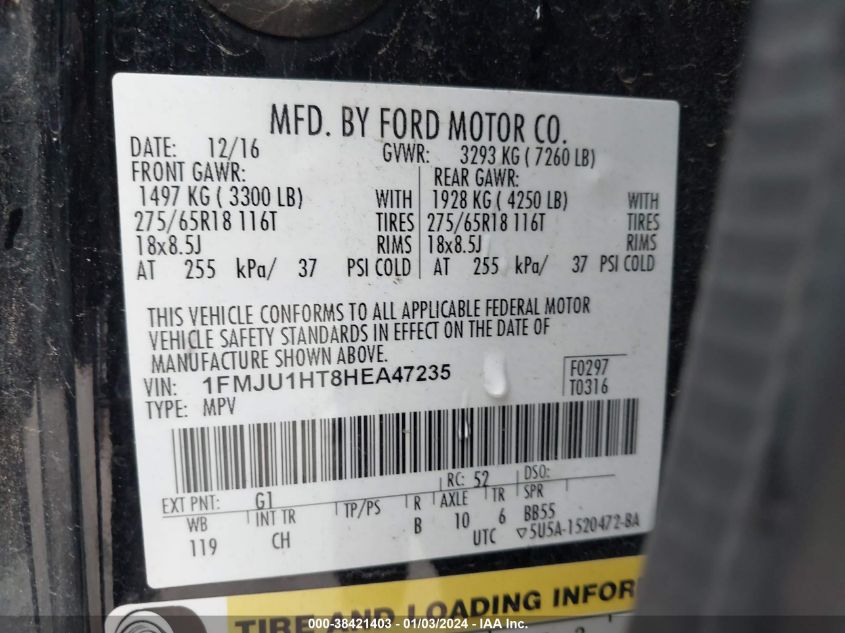 MFD. BY FORD MOTOR CO.
DATE: 12/16 GVWR: 3293 KG ( 7260 LB)
FRONT GAWR: REAR GAWR:
1497 KG ( 3300 LB) WITH 1928 KG ( 4250 LB) WITH
275/65R18 116T TIRES 275/65R18 116T TIRES
18x8.5J RIMS 18x8.5J RIMS
AT 255 kPa/ 37 PSI COLD AT 255 kPa/ 37 PSI COLD
THIS VEHICLE CONFORMS TO ALL APPLICABLE FEDERAL MOTOR
VEHICLE SAFETY STANDARDS IN EFFECT ON THE DATE OF
MANUFACTURE SHOWN ABOVE.
VIN: 1FMJU1HT8HEA47235
TYPE: MPV
F0297
T0316
EXT PNT: G1 RC: 52 DSO:
WB INT TR TP/PS R AXLE TR SPR
119 CH B 10 6 BB55
UTC ▽5U5A-1520472-BA
TIRE AND LOADING INFOR
000-38421403 - 01/03/2024 - IAA Inc.